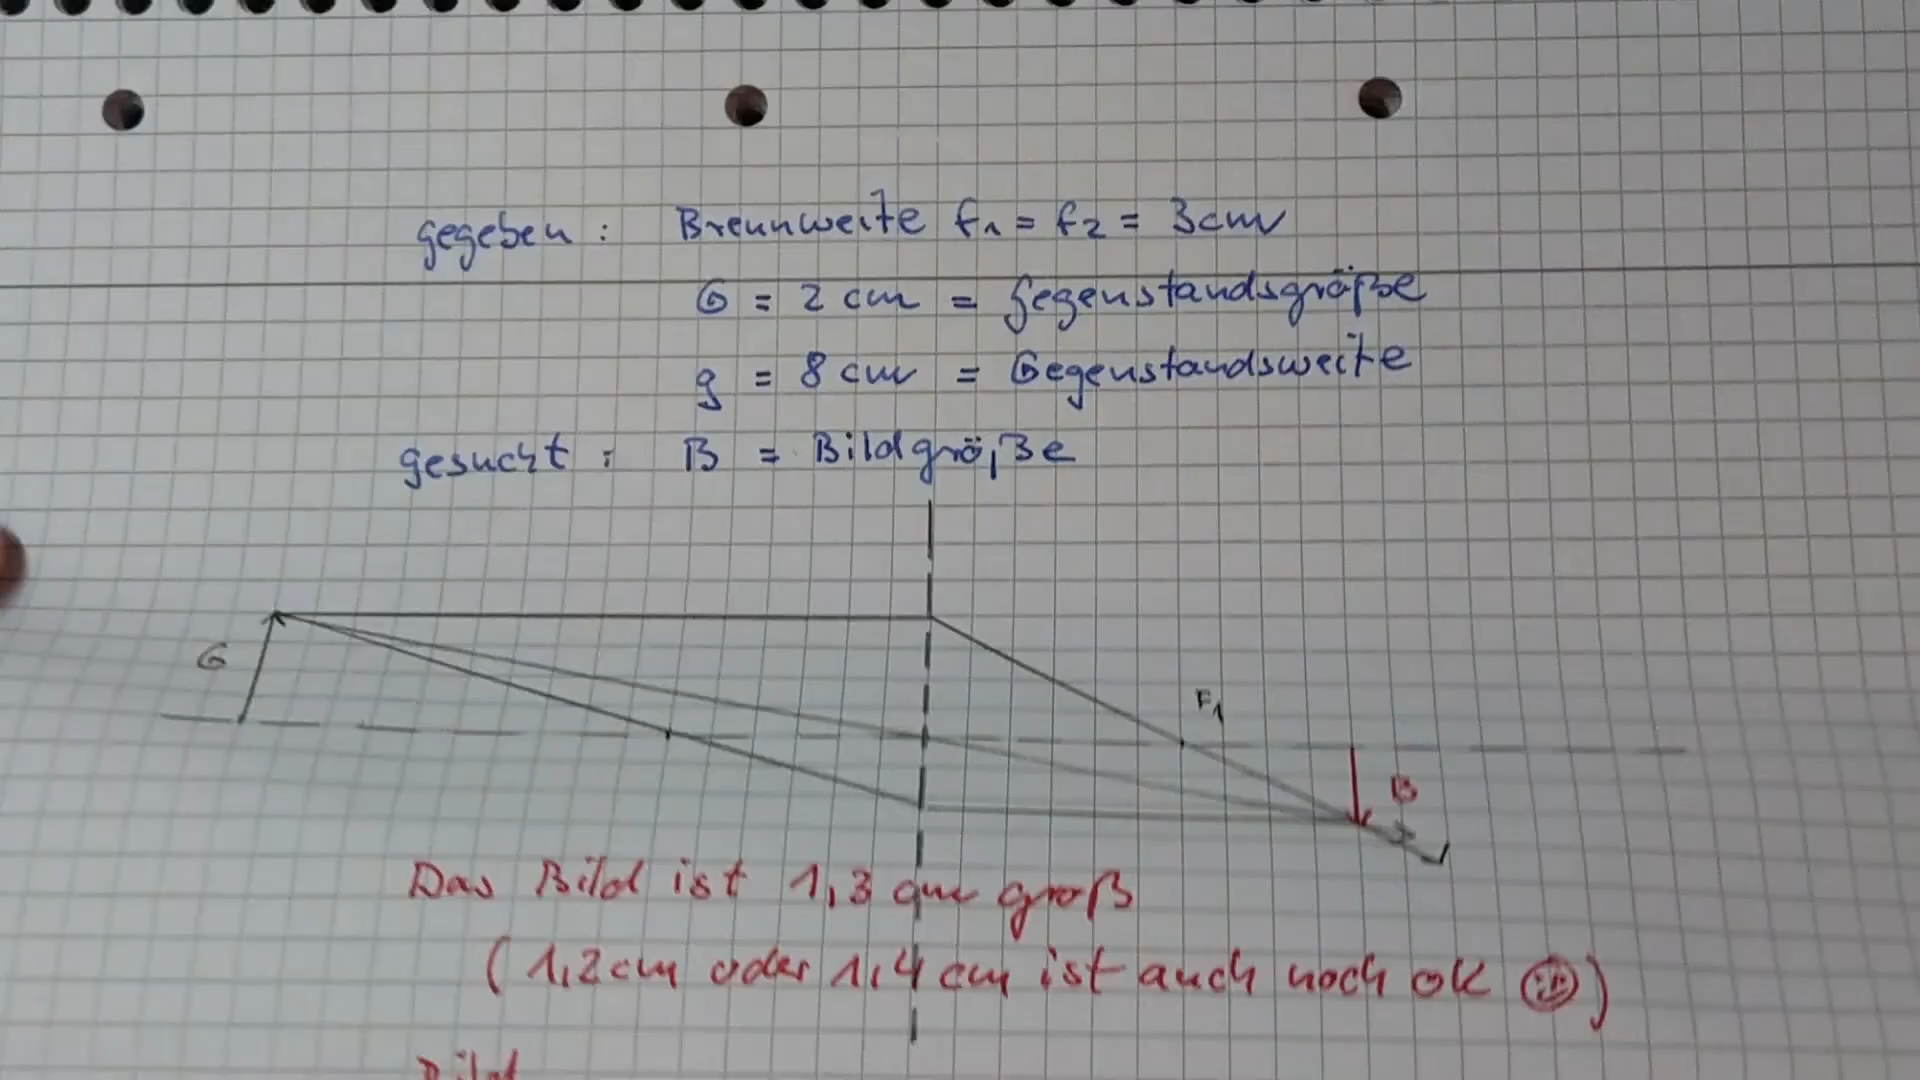 gegeben : Brennweite f1 = f2 = 3cm
G = 2 cm = Gegenstandsgröße
g = 8 cm = Gegenstandsweite
gesucht : B = Bildgröße
G
F1
B
Das Bild ist 1,3 cm groß
(1,2cm oder 1,4 cm ist auch noch ok ☺)
Bild